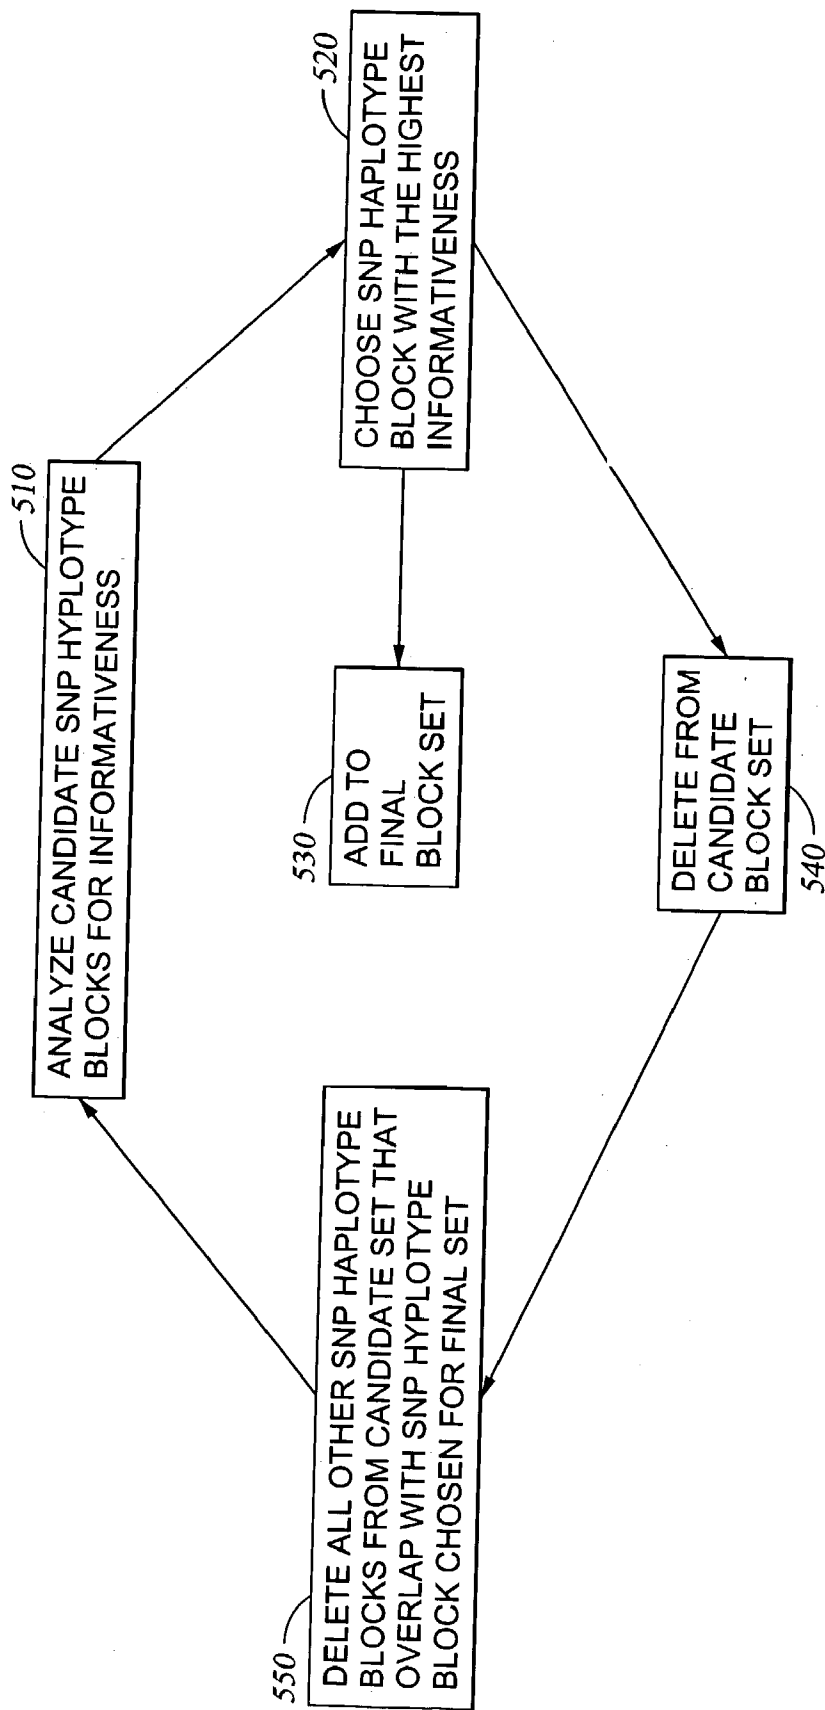 510
ANALYZE CANDIDATE SNP HYPLOTYPE
BLOCKS FOR INFORMATIVENESS
520
CHOOSE SNP HAPLOTYPE
BLOCK WITH THE HIGHEST
INFORMATIVENESS
530
ADD TO
FINAL
BLOCK SET
DELETE FROM
CANDIDATE
BLOCK SET
540
550
DELETE ALL OTHER SNP HAPLOTYPE
BLOCKS FROM CANDIDATE SET THAT
OVERLAP WITH SNP HYPLOTYPE
BLOCK CHOSEN FOR FINAL SET